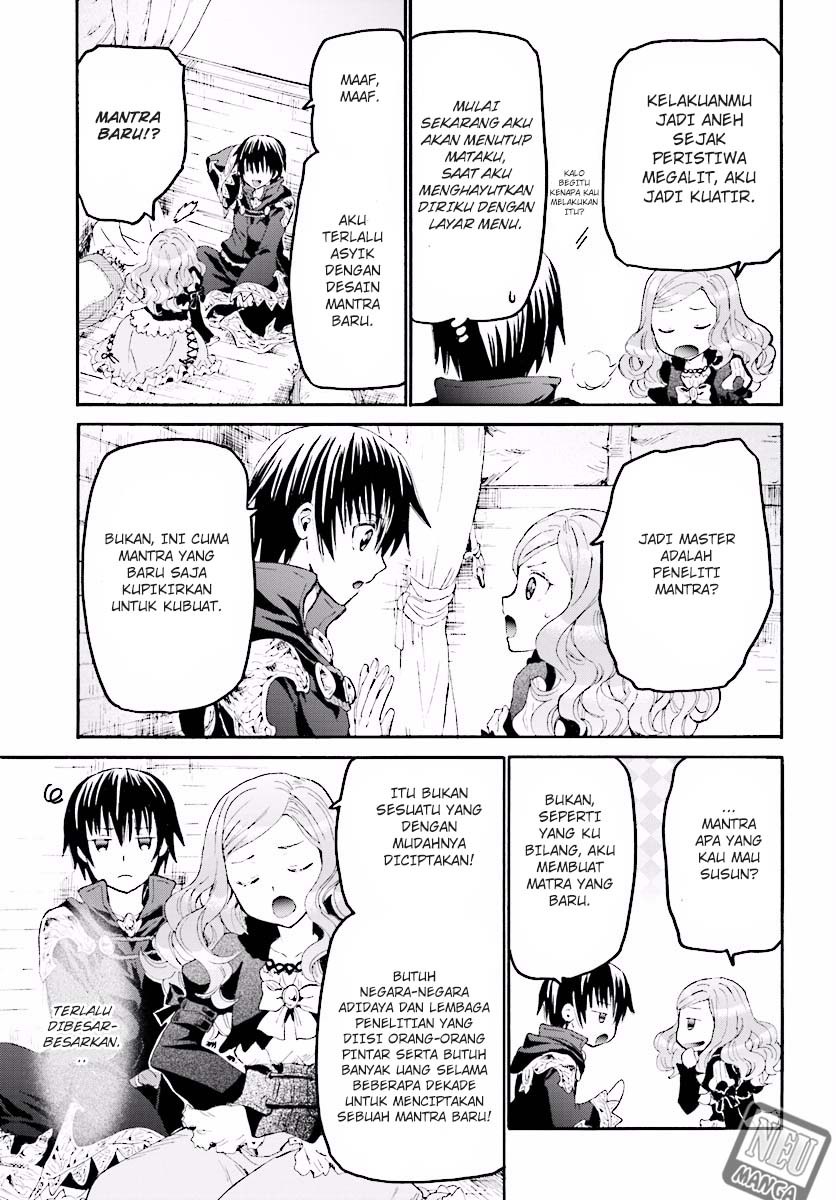 KELAKUANMU
JADI ANEH
SEJAK
PERISTIWA
MEGALIT, AKU
JADI KUATIR.
KALO
BEGITU
KENAPA KAU
MELAKUKAN
ITU?
MULAI
SEKARANG AKU
AKAN MENUTUP
MATAKU,
SAAT AKU
MENGHAYUTKAN
DIRIKU DENGAN
LAYAR MENU.
MAAF,
MAAF.
AKU
TERLALU
ASYIK
DENGAN
DESAIN
MANTRA
BARU.
MANTRA
BARU!?
JADI MASTER
ADALAH
PENELITI
MANTRA?
BUKAN, INI CUMA
MANTRA YANG
BARU SAJA
KUPIKIRKAN
UNTUK KUBUAT.
...
MANTRA
APA YANG
KAU MAU
SUSUN?
BUKAN,
SEPERTI
YANG KU
BILANG, AKU
MEMBUAT
MATRA YANG
BARU.
ITU BUKAN
SESUATU YANG
DENGAN
MUDAHNYA
DICIPTAKAN!
BUTUH
NEGARA-NEGARA
ADIDAYA DAN LEMBAGA
PENELITIAN YANG
DIISI ORANG-ORANG
PINTAR SERTA BUTUH
BANYAK UANG SELAMA
BEBERAPA DEKADE
UNTUK MENCIPTAKAN
SEBUAH MANTRA BARU!
TERLALU
DIBESAR-
BESARKAN.
..
NEU
MANGA